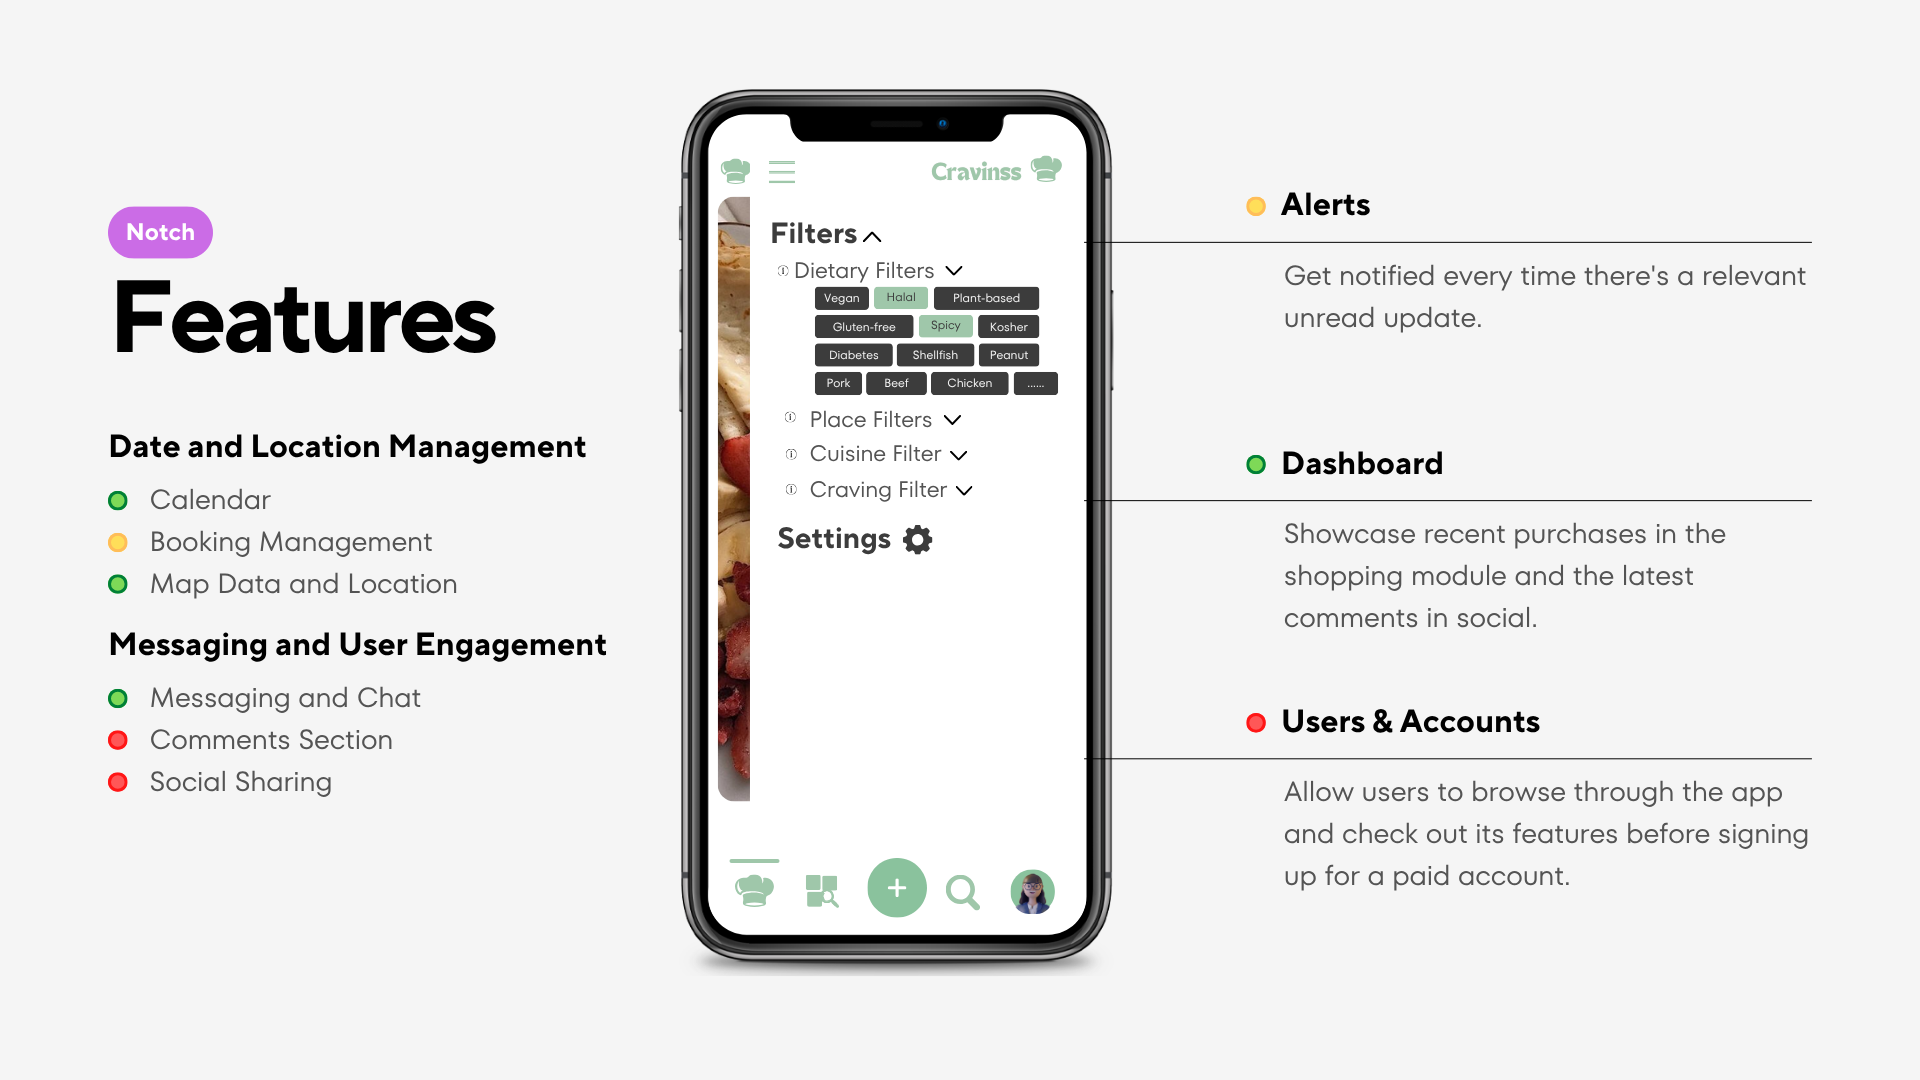 Notch
Features
Date and Location Management
Calendar
Booking Management
Map Data and Location
Messaging and User Engagement
Messaging and Chat
Comments Section
Social Sharing
Cravinss
Filters
Dietary Filters
Vegan Halal Plant-based
Gluten-free Spicy Kosher
Diabetes Shellfish Peanut
Pork Beef Chicken ......
Place Filters
Cuisine Filter
Craving Filter
Settings
Alerts
Get notified every time there's a relevant
unread update.
Dashboard
Showcase recent purchases in the
shopping module and the latest
comments in social.
Users & Accounts
Allow users to browse through the app
and check out its features before signing
up for a paid account.